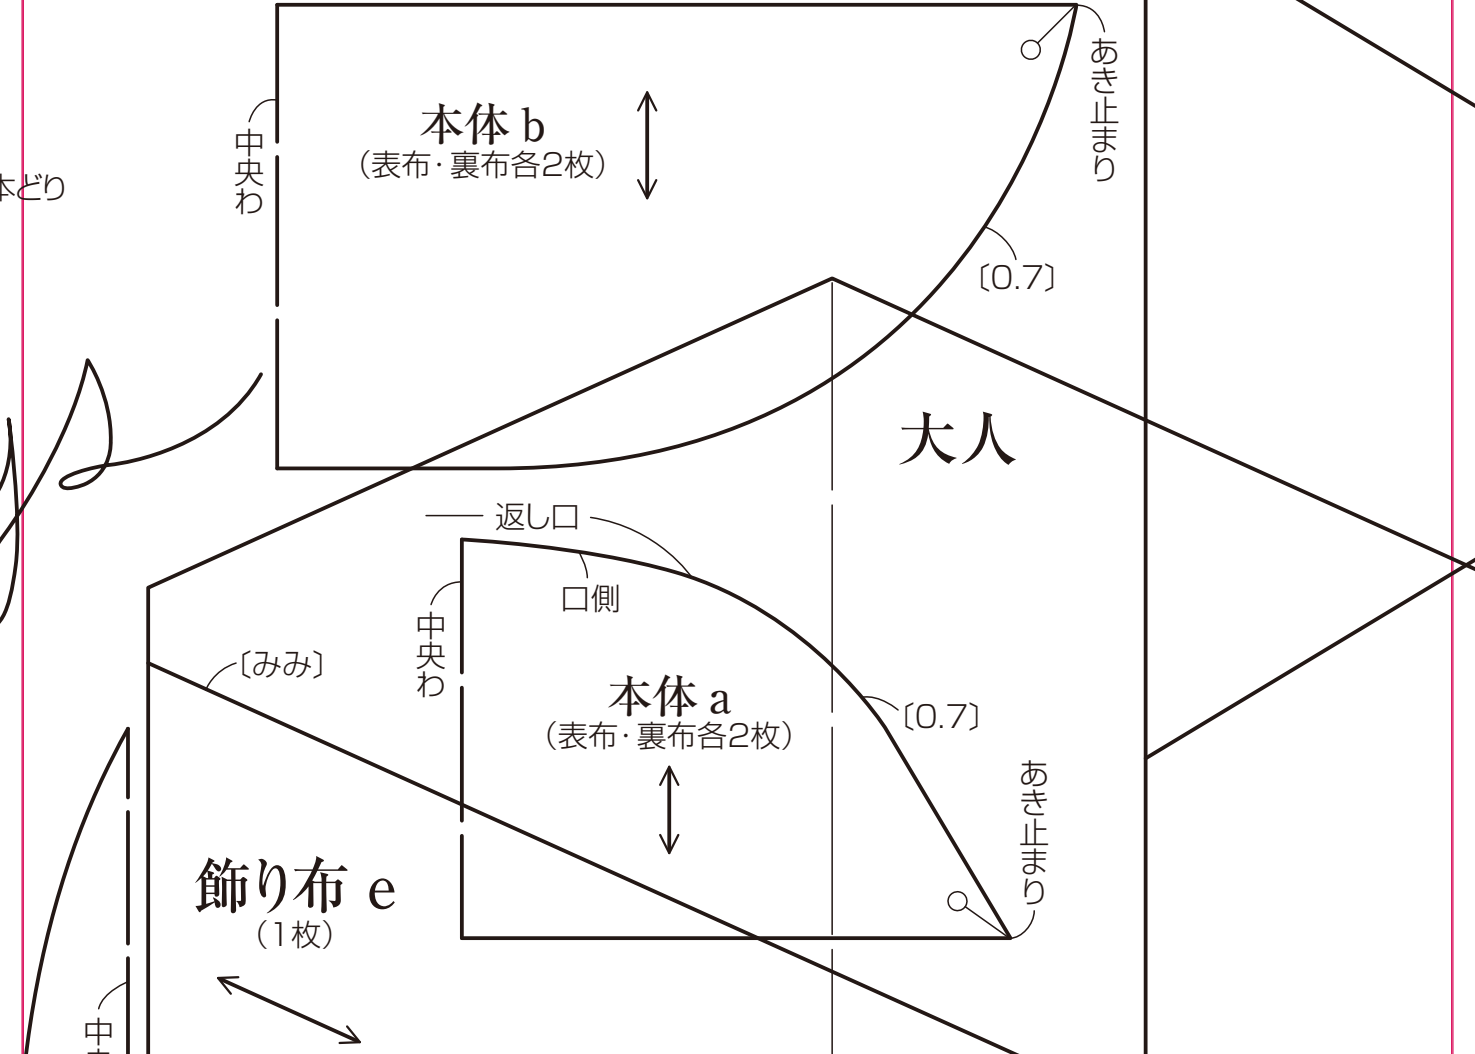 本体 b
（表布・裏布各2枚）
中央わ
あき止まり
本どり
〔0.7〕
大人
返し口
口側
中央わ
〔みみ〕
本体 a
（表布・裏布各2枚）
〔0.7〕
あき止まり
飾り布 e
（1枚）
中